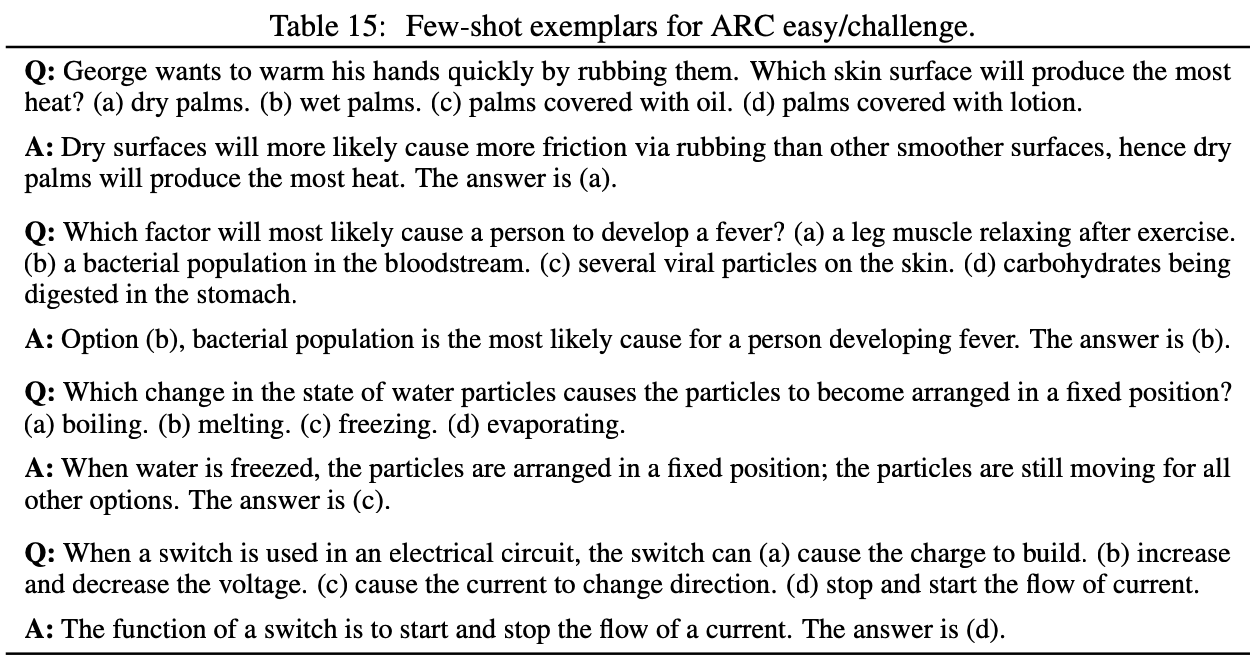 Table 15: Few-shot exemplars for ARC easy/challenge.
Q: George wants to warm his hands quickly by rubbing them. Which skin surface will produce the most
heat? (a) dry palms. (b) wet palms. (c) palms covered with oil. (d) palms covered with lotion.
A: Dry surfaces will more likely cause more friction via rubbing than other smoother surfaces, hence dry
palms will produce the most heat. The answer is (a).
Q: Which factor will most likely cause a person to develop a fever? (a) a leg muscle relaxing after exercise.
(b) a bacterial population in the bloodstream. (c) several viral particles on the skin. (d) carbohydrates being
digested in the stomach.
A: Option (b), bacterial population is the most likely cause for a person developing fever. The answer is (b).
Q: Which change in the state of water particles causes the particles to become arranged in a fixed position?
(a) boiling. (b) melting. (c) freezing. (d) evaporating.
A: When water is freezed, the particles are arranged in a fixed position; the particles are still moving for all
other options. The answer is (c).
Q: When a switch is used in an electrical circuit, the switch can (a) cause the charge to build. (b) increase
and decrease the voltage. (c) cause the current to change direction. (d) stop and start the flow of current.
A: The function of a switch is to start and stop the flow of a current. The answer is (d).